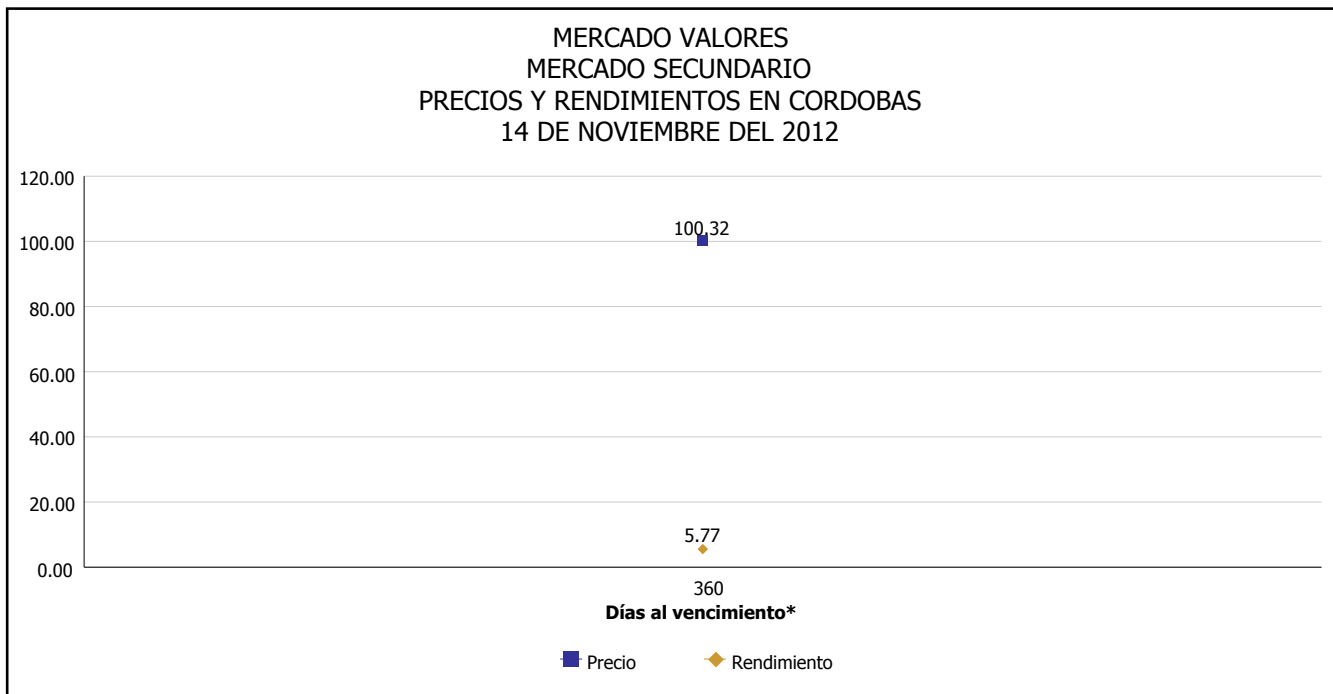 MERCADO VALORES
MERCADO SECUNDARIO
PRECIOS Y RENDIMIENTOS EN CORDOBAS
14 DE NOVIEMBRE DEL 2012
120.00
100.32
100.00
80.00
60.00
40.00
20.00
5.77
0.00
360
Días al vencimiento*
Precio Rendimiento